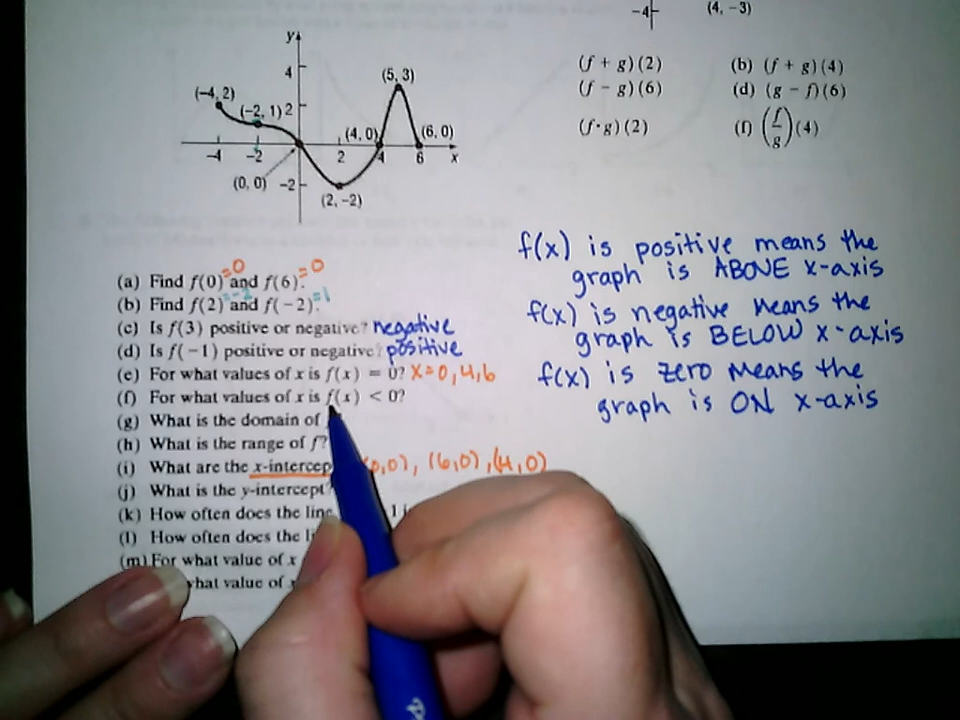 -4
(4, -3)
y
4
(5, 3)
(-4, 2)
(-2, 1) 2
(4, 0)
(6, 0)
-4 -2 2 4 6 x
(0, 0)
-2
(2, -2)
(f + g)(2) (b) (f + g)(4)
(f - g)(6) (d) (g - f)(6)
(f·g)(2) (f) (f/g)(4)
f(x) is positive means the
graph is ABOVE x-axis
f(x) is negative means the
graph is BELOW x-axis
f(x) is zero means the
graph is ON x-axis
(a) Find f(0) =0 and f(6). =0
(b) Find f(2) =-2 and f(-2). =1
(c) Is f(3) positive or negative? negative
(d) Is f(-1) positive or negative? positive
(e) For what values of x is f(x) = 0? x=0,4,6
(f) For what values of x is f(x) < 0?
(g) What is the domain of
(h) What is the range of f?
(i) What are the x-intercep (0,0), (6,0), (4,0)
(j) What is the y-intercept?
(k) How often does the line 1
(l) How often does the li
(m) For what value of x
what value of x